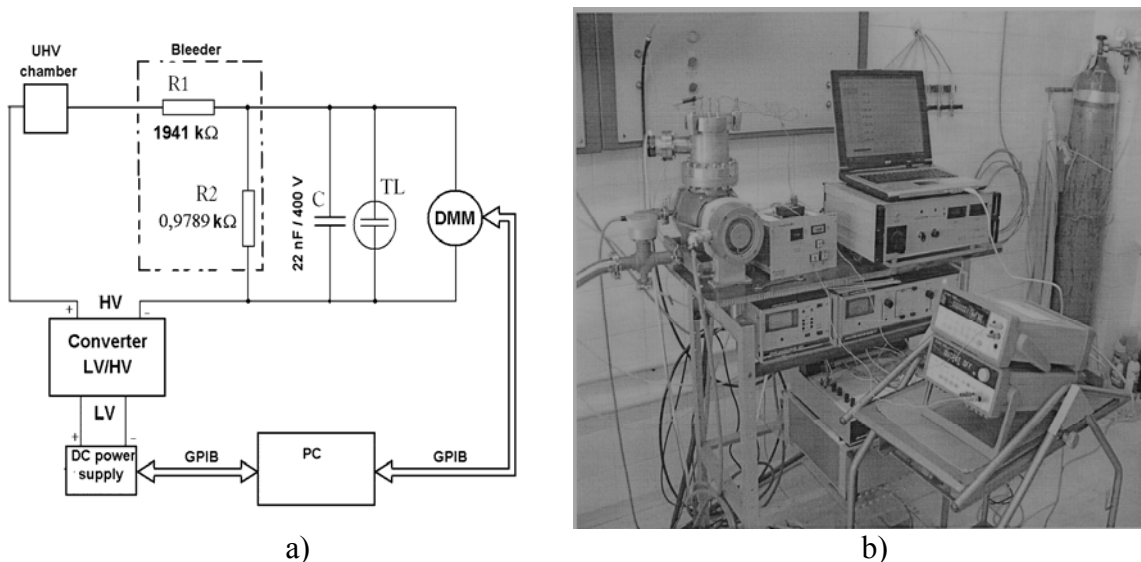 UHV
chamber
Bleeder
R1
1941 kΩ
R2
0,9789 kΩ
22 nF / 400 V
C
TL
DMM
+
HV
-
Converter
LV/HV
LV
+
-
DC power
supply
GPIB
PC
GPIB
a)
b)